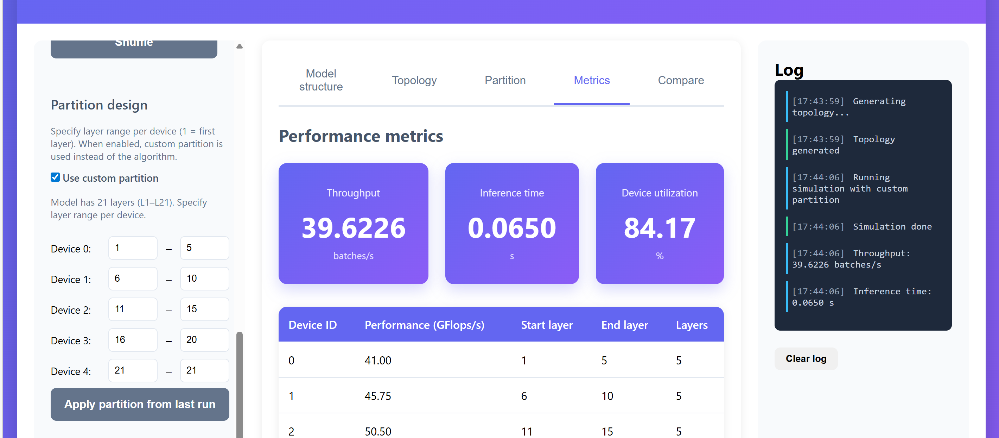 Shuffle
Partition design
Specify layer range per device (1 = first
layer). When enabled, custom partition is
used instead of the algorithm.
Use custom partition
Model has 21 layers (L1–L21). Specify
layer range per device.
Device 0: 1 – 5
Device 1: 6 – 10
Device 2: 11 – 15
Device 3: 16 – 20
Device 4: 21 – 21
Apply partition from last run
Model
structure
Topology
Partition
Metrics
Compare
Performance metrics
Throughput
39.6226
batches/s
Inference time
0.0650
s
Device utilization
84.17
%
Device ID Performance (GFlops/s) Start layer End layer Layers
0 41.00 1 5 5
1 45.75 6 10 5
2 50.50 11 15 5
Log
[17:43:59] Generating
topology...
[17:43:59] Topology
generated
[17:44:06] Running
simulation with custom
partition
[17:44:06] Simulation done
[17:44:06] Throughput:
39.6226 batches/s
[17:44:06] Inference time:
0.0650 s
Clear log